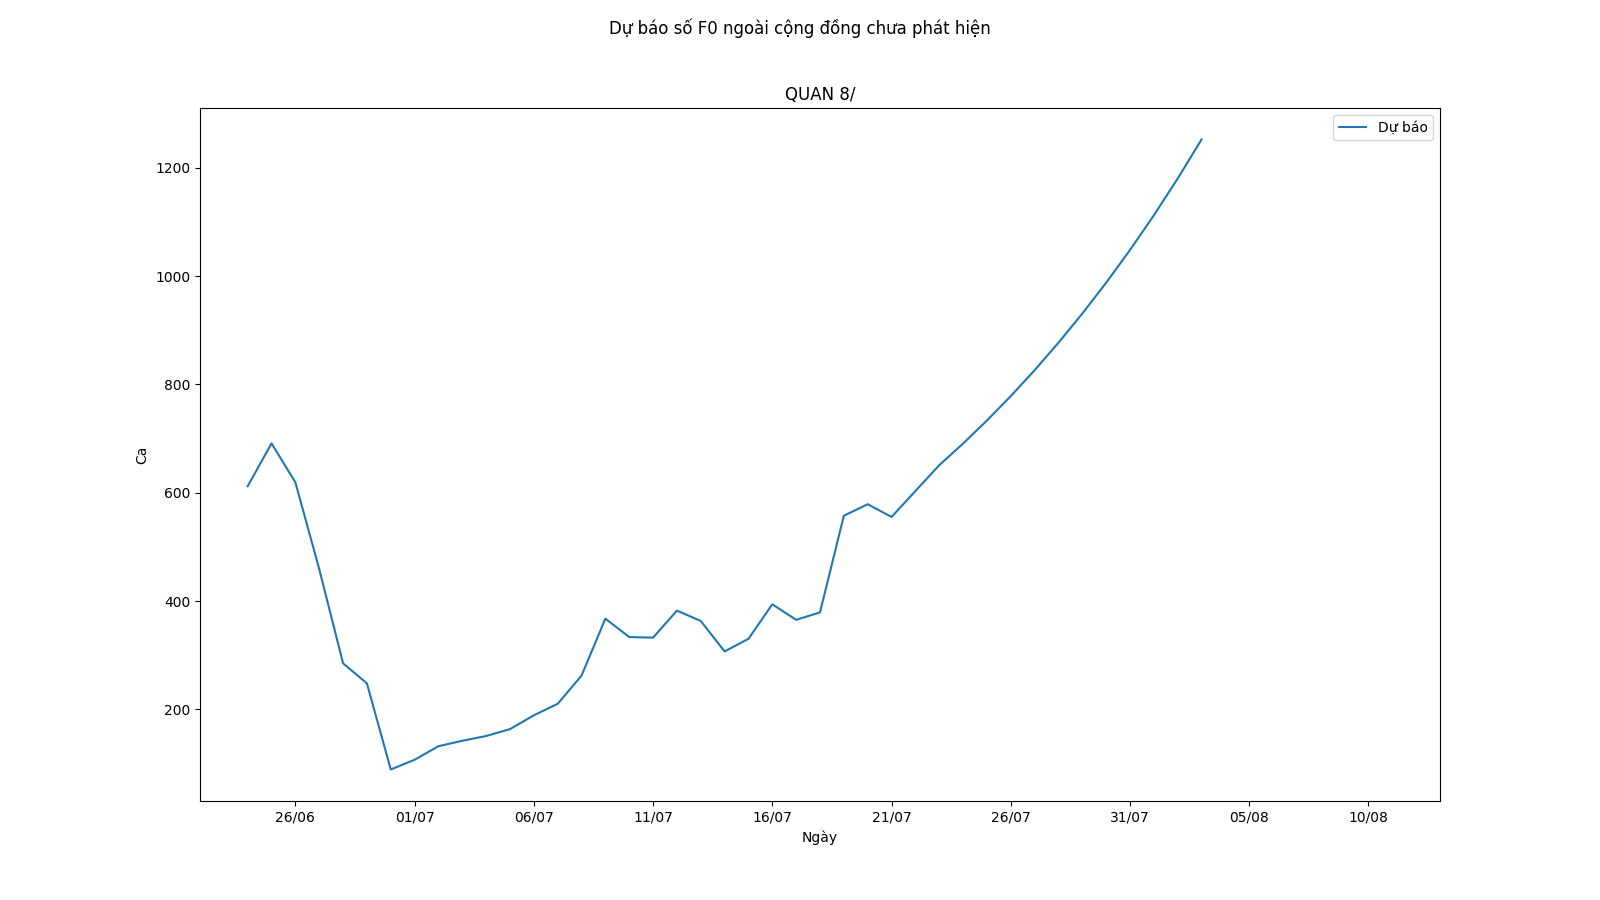 Dự báo số F0 ngoài cộng đồng chưa phát hiện
QUAN 8/
Dự báo
1200
1000
800
600
400
200
Ca
26/06 01/07 06/07 11/07 16/07 21/07 26/07 31/07 05/08 10/08
Ngày